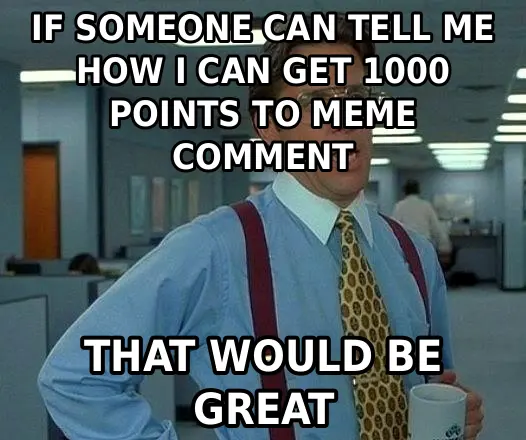 IF SOMEONE CAN TELL ME
HOW I CAN GET 1000
POINTS TO MEME
COMMENT
THAT WOULD BE
GREAT